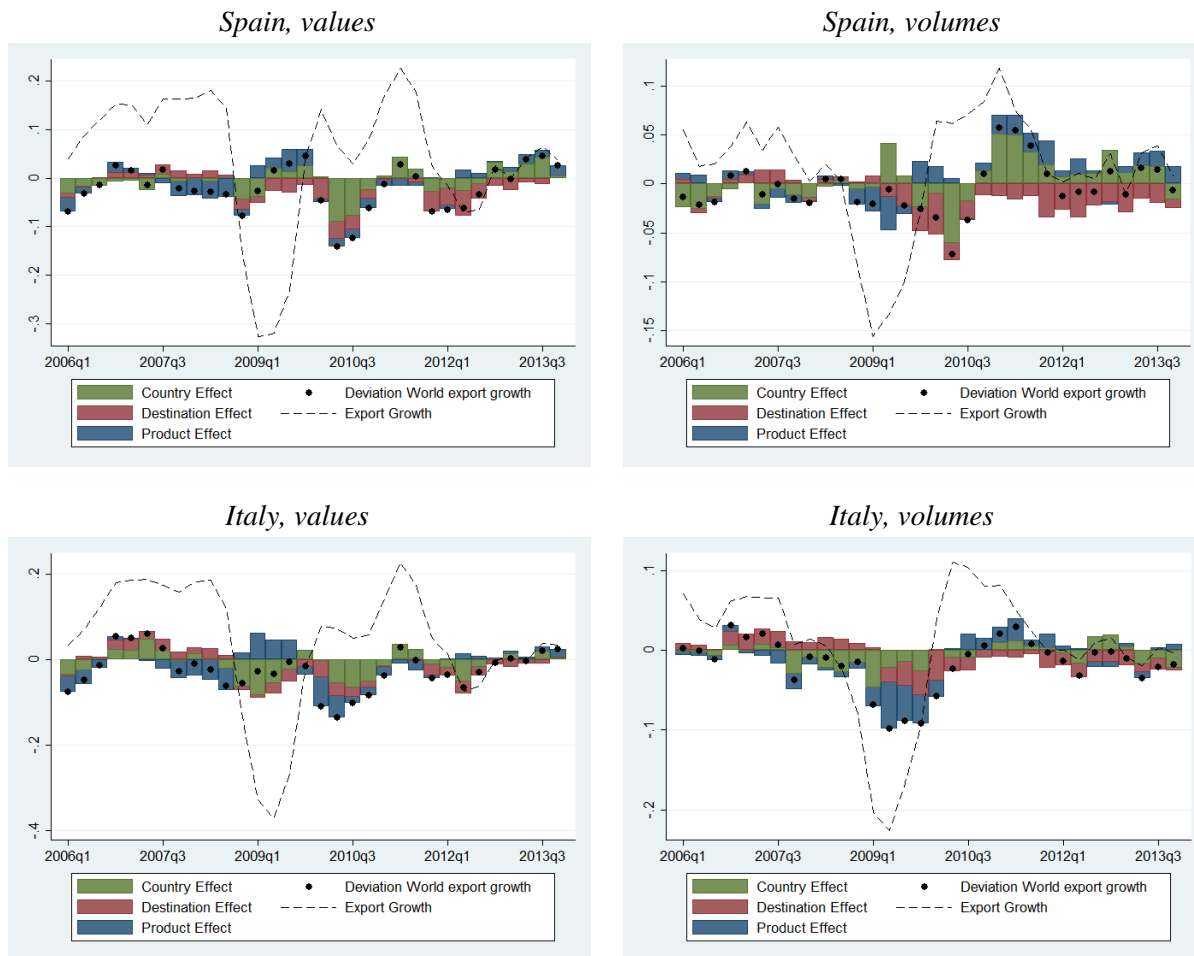 Spain, values
.2
.1
0
-.1
-.2
-.3
2006q1 2007q3 2009q1 2010q3 2012q1 2013q3
Country Effect Deviation World export growth
Destination Effect Export Growth
Product Effect
Spain, volumes
.1
.05
0
-.05
-.1
-.15
2006q1 2007q3 2009q1 2010q3 2012q1 2013q3
Country Effect Deviation World export growth
Destination Effect Export Growth
Product Effect
Italy, values
.2
0
-.2
-.4
2006q1 2007q3 2009q1 2010q3 2012q1 2013q3
Country Effect Deviation World export growth
Destination Effect Export Growth
Product Effect
Italy, volumes
.1
0
-.1
-.2
2006q1 2007q3 2009q1 2010q3 2012q1 2013q3
Country Effect Deviation World export growth
Destination Effect Export Growth
Product Effect